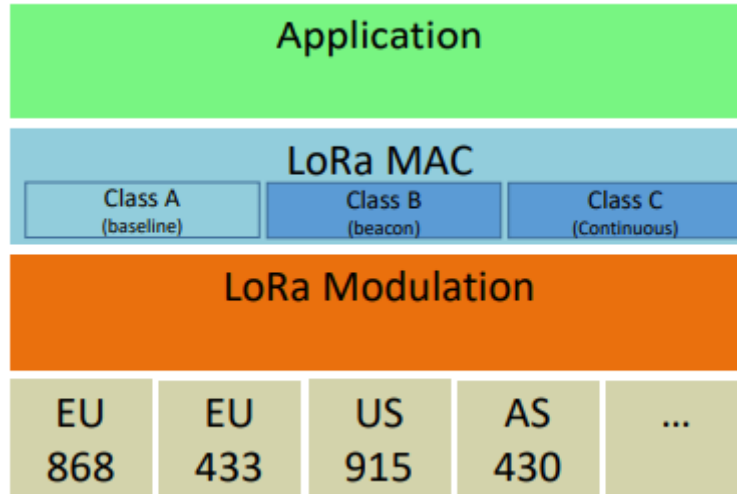 Application
LoRa MAC
Class A
(baseline)
Class B
(beacon)
Class C
(Continuous)
LoRa Modulation
EU
868
EU
433
US
915
AS
430
...